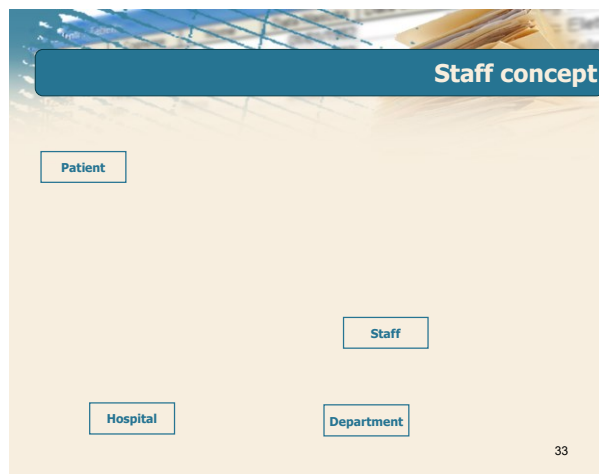 Staff concept
Patient
Staff
Hospital
Department
33